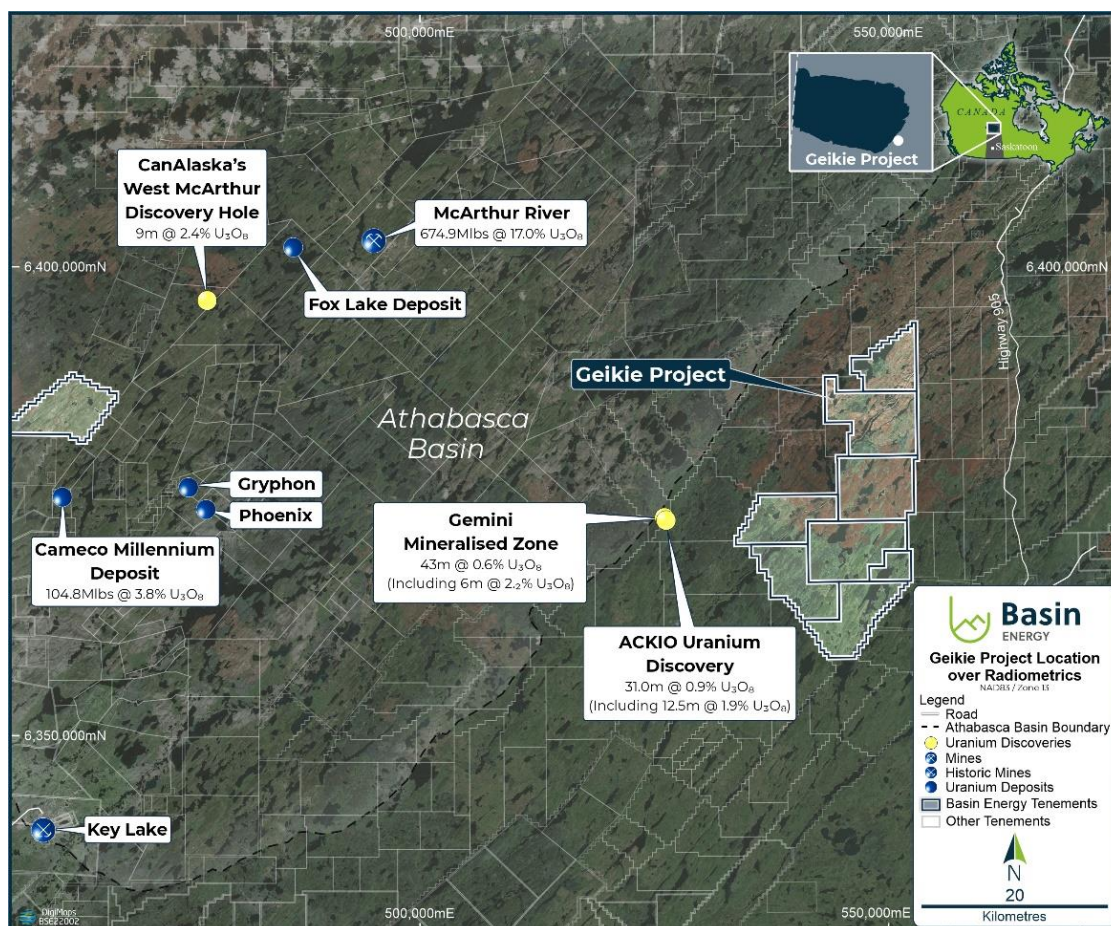 500,000mE
550,000mE
CANADA
Saskatoon
Geikie Project
CanAlaska's
West McArthur
Discovery Hole
9m @ 2.4% U₃O₈
McArthur River
674.9Mlbs @ 17.0% U₃O₈
6,400,000mN
6,400,000mN
Fox Lake Deposit
Highway 905
Geikie Project
Athabasca
Basin
Gryphon
Phoenix
Cameco Millennium
Deposit
104.8Mlbs @ 3.8% U₃O₈
Gemini
Mineralised Zone
43m @ 0.6% U₃O₈
(Including 6m @ 2.2% U₃O₈)
ACKIO Uranium
Discovery
31.0m @ 0.9% U₃O₈
(Including 12.5m @ 1.9% U₃O₈)
6,350,000mN
Key Lake
Basin
ENERGY
Geikie Project Location
over Radiometrics
NAD83 / Zone 13
Legend
Road
Athabasca Basin Boundary
Uranium Discoveries
Mines
Historic Mines
Uranium Deposits
Basin Energy Tenements
Other Tenements
N
20
Kilometres
DigiMaps
BSE22002
500,000mE
550,000mE